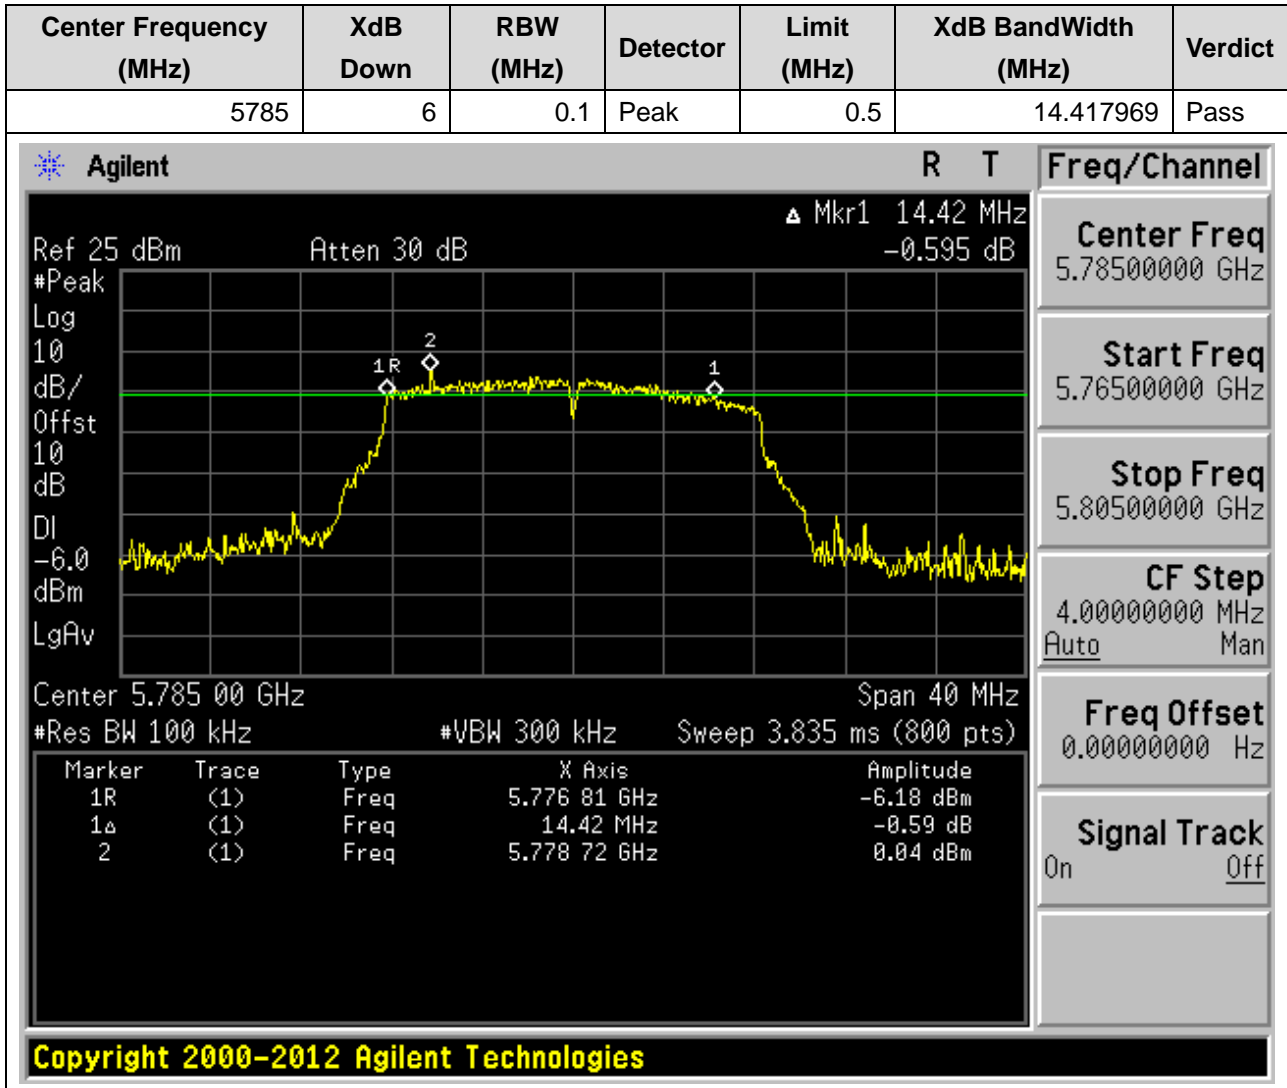 Center Frequency (MHz) XdB Down RBW (MHz) Detector Limit (MHz) XdB BandWidth (MHz) Verdict
5785 6 0.1 Peak 0.5 14.417969 Pass
Agilent R T
Δ Mkr1 14.42 MHz
Ref 25 dBm Atten 30 dB -0.595 dB
#Peak
Log
10
dB/
Offst
10
dB
DI
-6.0
dBm
LgAv
1R
2
1
Center 5.785 00 GHz Span 40 MHz
#Res BW 100 kHz #VBW 300 kHz Sweep 3.835 ms (800 pts)
Marker Trace Type X Axis Amplitude
1R (1) Freq 5.776 81 GHz -6.18 dBm
1Δ (1) Freq 14.42 MHz -0.59 dB
2 (1) Freq 5.778 72 GHz 0.04 dBm
Freq/Channel
Center Freq
5.78500000 GHz
Start Freq
5.76500000 GHz
Stop Freq
5.80500000 GHz
CF Step
4.00000000 MHz
Auto Man
Freq Offset
0.00000000 Hz
Signal Track
On Off
Copyright 2000-2012 Agilent Technologies